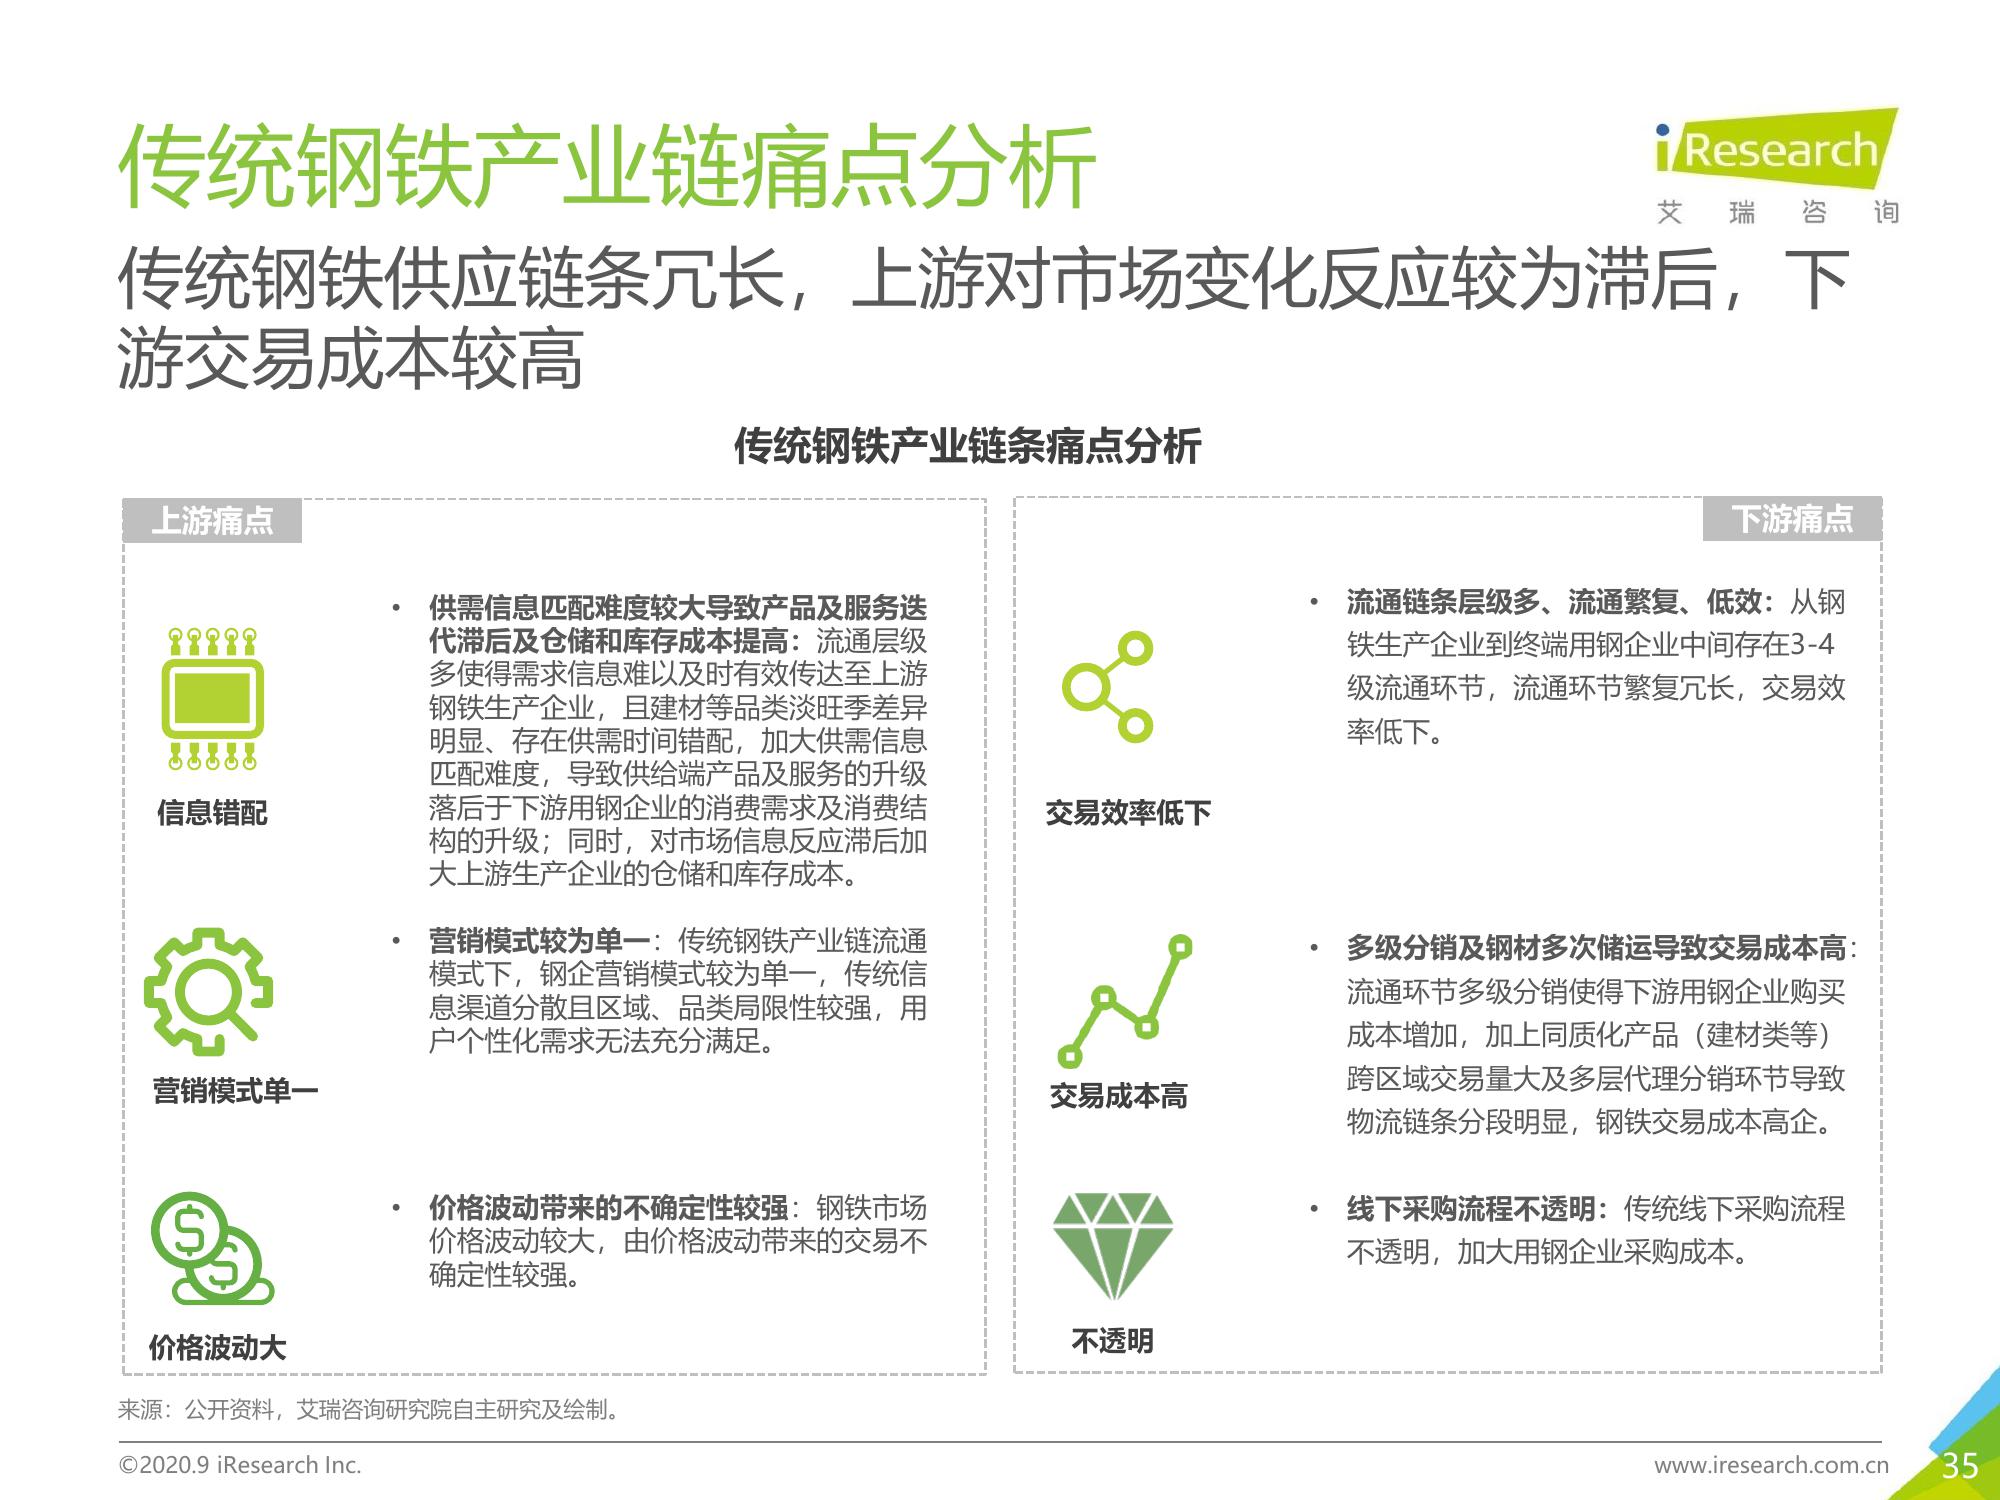 传统钢铁产业链痛点分析
iResearch
艾瑞咨询
传统钢铁供应链条冗长，上游对市场变化反应较为滞后，下
游交易成本较高
传统钢铁产业链条痛点分析
上游痛点
信息错配
• 供需信息匹配难度较大导致产品及服务迭
代滞后及仓储和库存成本提高：流通层级
多使得需求信息难以及时有效传达至上游
钢铁生产企业，且建材等品类淡旺季差异
明显、存在供需时间错配，加大供需信息
匹配难度，导致供给端产品及服务的升级
落后于下游用钢企业的消费需求及消费结
构的升级；同时，对市场信息反应滞后加
大上游生产企业的仓储和库存成本。
营销模式单一
• 营销模式较为单一：传统钢铁产业链流通
模式下，钢企营销模式较为单一，传统信
息渠道分散且区域、品类局限性较强，用
户个性化需求无法充分满足。
价格波动大
• 价格波动带来的不确定性较强：钢铁市场
价格波动较大，由价格波动带来的交易不
确定性较强。
下游痛点
交易效率低下
• 流通链条层级多、流通繁复、低效：从钢
铁生产企业到终端用钢企业中间存在3-4
级流通环节，流通环节繁复冗长，交易效
率低下。
交易成本高
• 多级分销及钢材多次储运导致交易成本高：
流通环节多级分销使得下游用钢企业购买
成本增加，加上同质化产品（建材类等）
跨区域交易量大及多层代理分销环节导致
物流链条分段明显，钢铁交易成本高企。
不透明
• 线下采购流程不透明：传统线下采购流程
不透明，加大用钢企业采购成本。
来源：公开资料，艾瑞咨询研究院自主研究及绘制。
©2020.9 iResearch Inc.
www.iresearch.com.cn
35